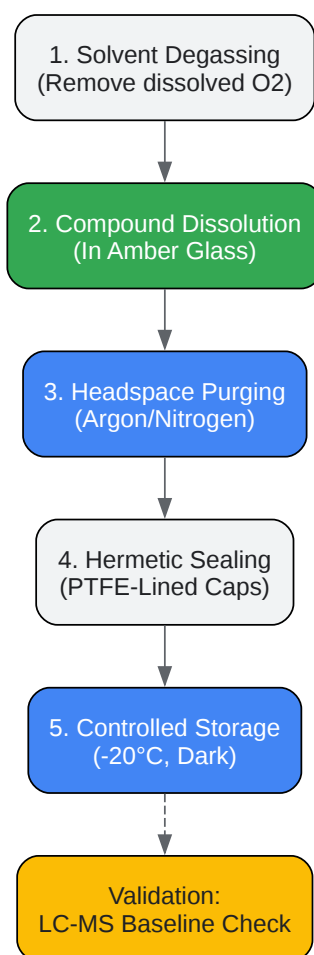 1. Solvent Degassing
(Remove dissolved O2)
2. Compound Dissolution
(In Amber Glass)
3. Headspace Purging
(Argon/Nitrogen)
4. Hermetic Sealing
(PTFE-Lined Caps)
5. Controlled Storage
(-20°C, Dark)
Validation:
LC-MS Baseline Check